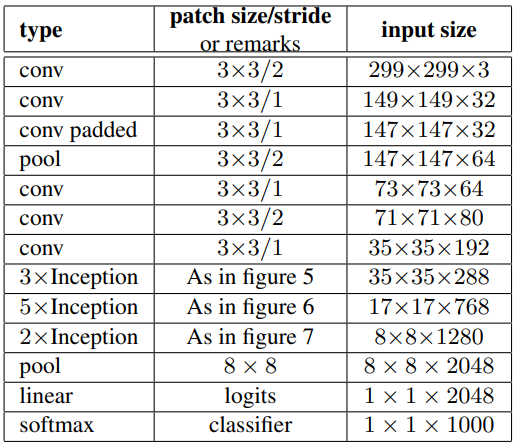 type patch size/stride or remarks input size
conv 3×3/2 299×299×3
conv 3×3/1 149×149×32
conv padded 3×3/1 147×147×32
pool 3×3/2 147×147×64
conv 3×3/1 73×73×64
conv 3×3/2 71×71×80
conv 3×3/1 35×35×192
3×Inception As in figure 5 35×35×288
5×Inception As in figure 6 17×17×768
2×Inception As in figure 7 8×8×1280
pool 8 × 8 8 × 8 × 2048
linear logits 1 × 1 × 2048
softmax classifier 1 × 1 × 1000